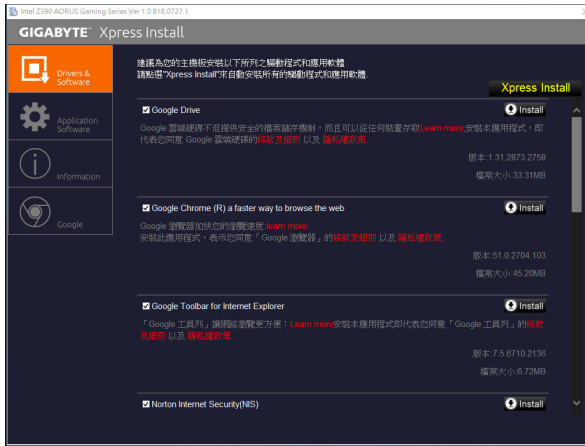 Intel Z390 AORUS Gaming Series Ver 1.0 B18.0727.1
GIGABYTE™ Xpress Install
Drivers & Software
Application Software
Information
Google
建議為您的主機板安裝以下所列之驅動程式和應用軟體
請點選"Xpress Install"來自動安裝所有的驅動程式和應用軟體.
Xpress Install
Google Drive
Install
Google 雲端硬碟不但提供安全的檔案儲存機制，而且可以從任何裝置存取Learn more,安裝本應用程式，即
代表您同意 Google 雲端硬碟的條款及細則 以及 隱私權政策.
版本:1.31.2873.2758
檔案大小:33.31MB
Google Chrome (R) a faster way to browse the web
Install
Google 瀏覽器加快您的瀏覽速度 learn more
安裝此應用程式，表示您同意「Google 瀏覽器」的條款及細則 以及 隱私權政策.
版本:51.0.2704.103
檔案大小:45.20MB
Google Toolbar for Internet Explorer
Install
「Google 工具列」讓網絡瀏覽更方便：Learn more安裝本應用程式即代表您同意「Google 工具列」的條款
及細則 以及 隱私權政策.
版本:7.5.6710.2136
檔案大小:6.72MB
Norton Internet Security(NIS)
Install